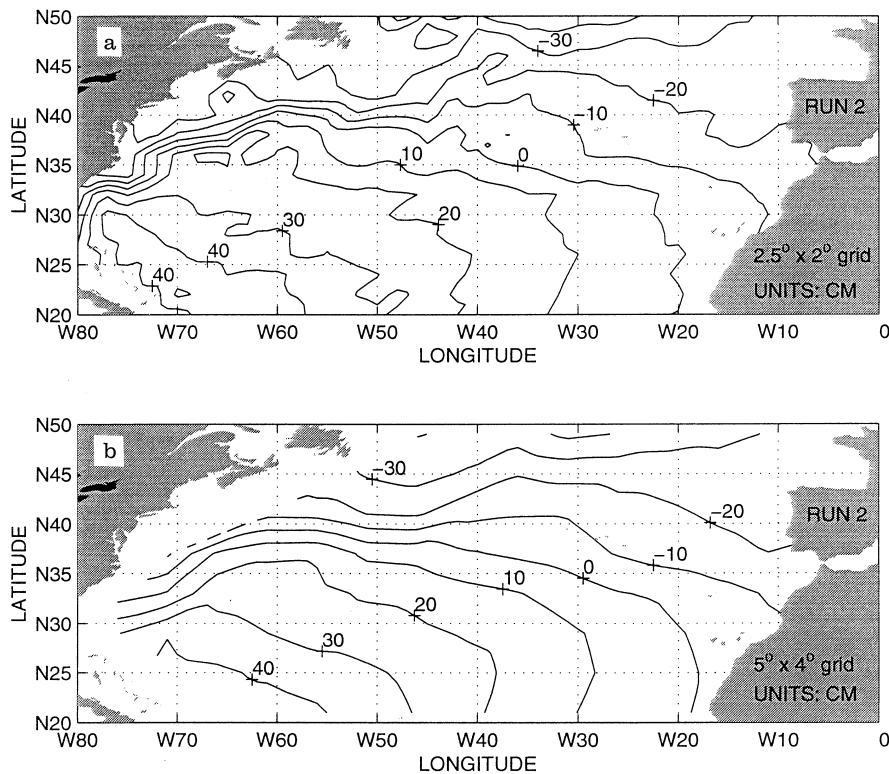 N50
a
−30
N45
−20
RUN 2
N40
−10
LATITUDE
N35
10
0
N30
30
20
2.5° x 2° grid
N25
40
40
UNITS: CM
N20
W80 W70 W60 W50 W40 W30 W20 W10 0
LONGITUDE
N50
b
N45
−30
−20
RUN 2
N40
−10
LATITUDE
N35
0
10
N30
20
30
5° x 4° grid
N25
40
UNITS: CM
N20
W80 W70 W60 W50 W40 W30 W20 W10 0
LONGITUDE